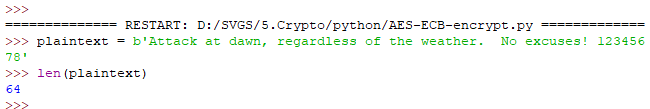 >>>
============== RESTART: D:/SVGS/5.Crypto/python/AES-ECB-encrypt.py =============
>>> plaintext = b'Attack at dawn, regardless of the weather.  No excuses! 123456
78'
>>> len(plaintext)
64
>>>